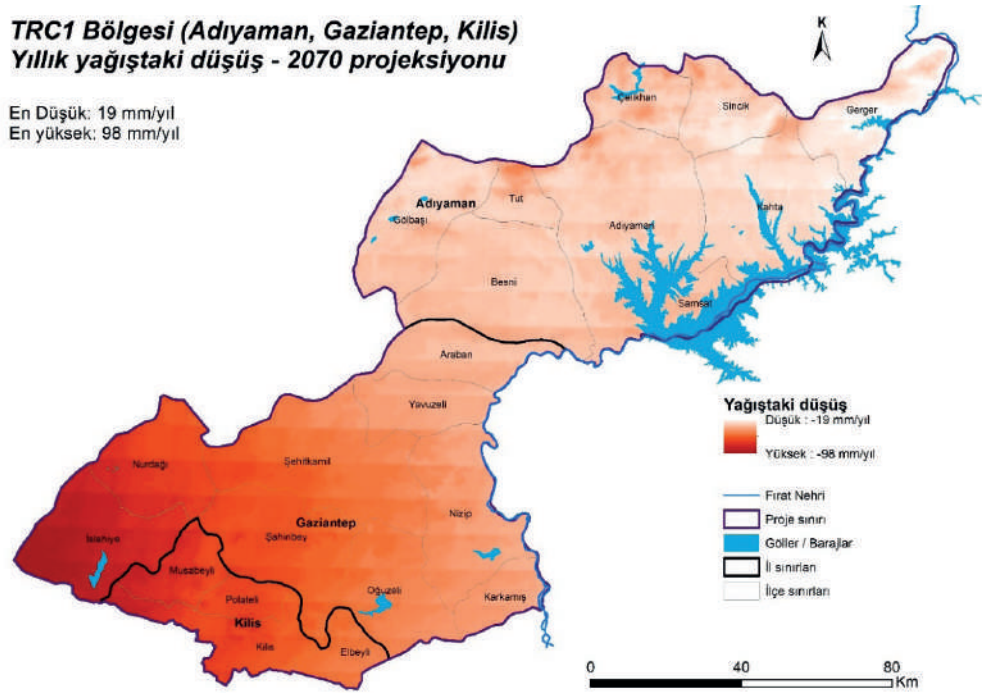 TRC1 Bölgesi (Adıyaman, Gaziantep, Kilis)
Yıllık yağıştaki düşüş - 2070 projeksiyonu
En Düşük: 19 mm/yıl
En yüksek: 98 mm/yıl
K
Çelikhan
Sincik
Gerger
Adıyaman
Tut
Gölbaşı
Kahta
Adıyaman
Besni
Samsat
Araban
Yavuzeli
Nurdağı
Şehitkamil
Gaziantep
Nizip
İslahiye
Şahinbey
Musabeyli
Oğuzeli
Polateli
Karkamış
Kilis
Kilis
Elbeyli
Yağıştaki düşüş
Düşük : -19 mm/yıl
Yüksek : -98 mm/yıl
Fırat Nehri
Proje sınırı
Göller / Barajlar
İl sınırları
İlçe sınırları
0 40 80
Km